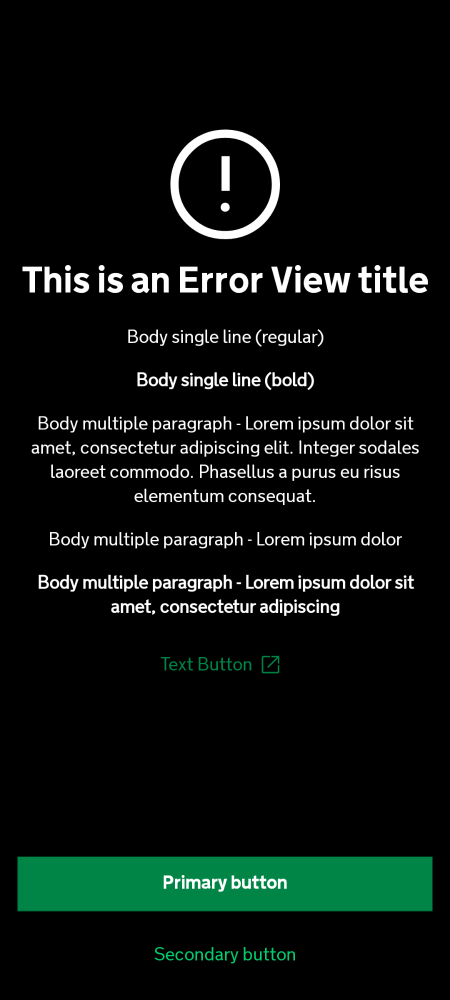 This is an Error View title
Body single line (regular)
Body single line (bold)
Body multiple paragraph - Lorem ipsum dolor sit
amet, consectetur adipiscing elit. Integer sodales
laoreet commodo. Phasellus a purus eu risus
elementum consequat.
Body multiple paragraph - Lorem ipsum dolor
Body multiple paragraph - Lorem ipsum dolor sit
amet, consectetur adipiscing
Text Button
Primary button
Secondary button